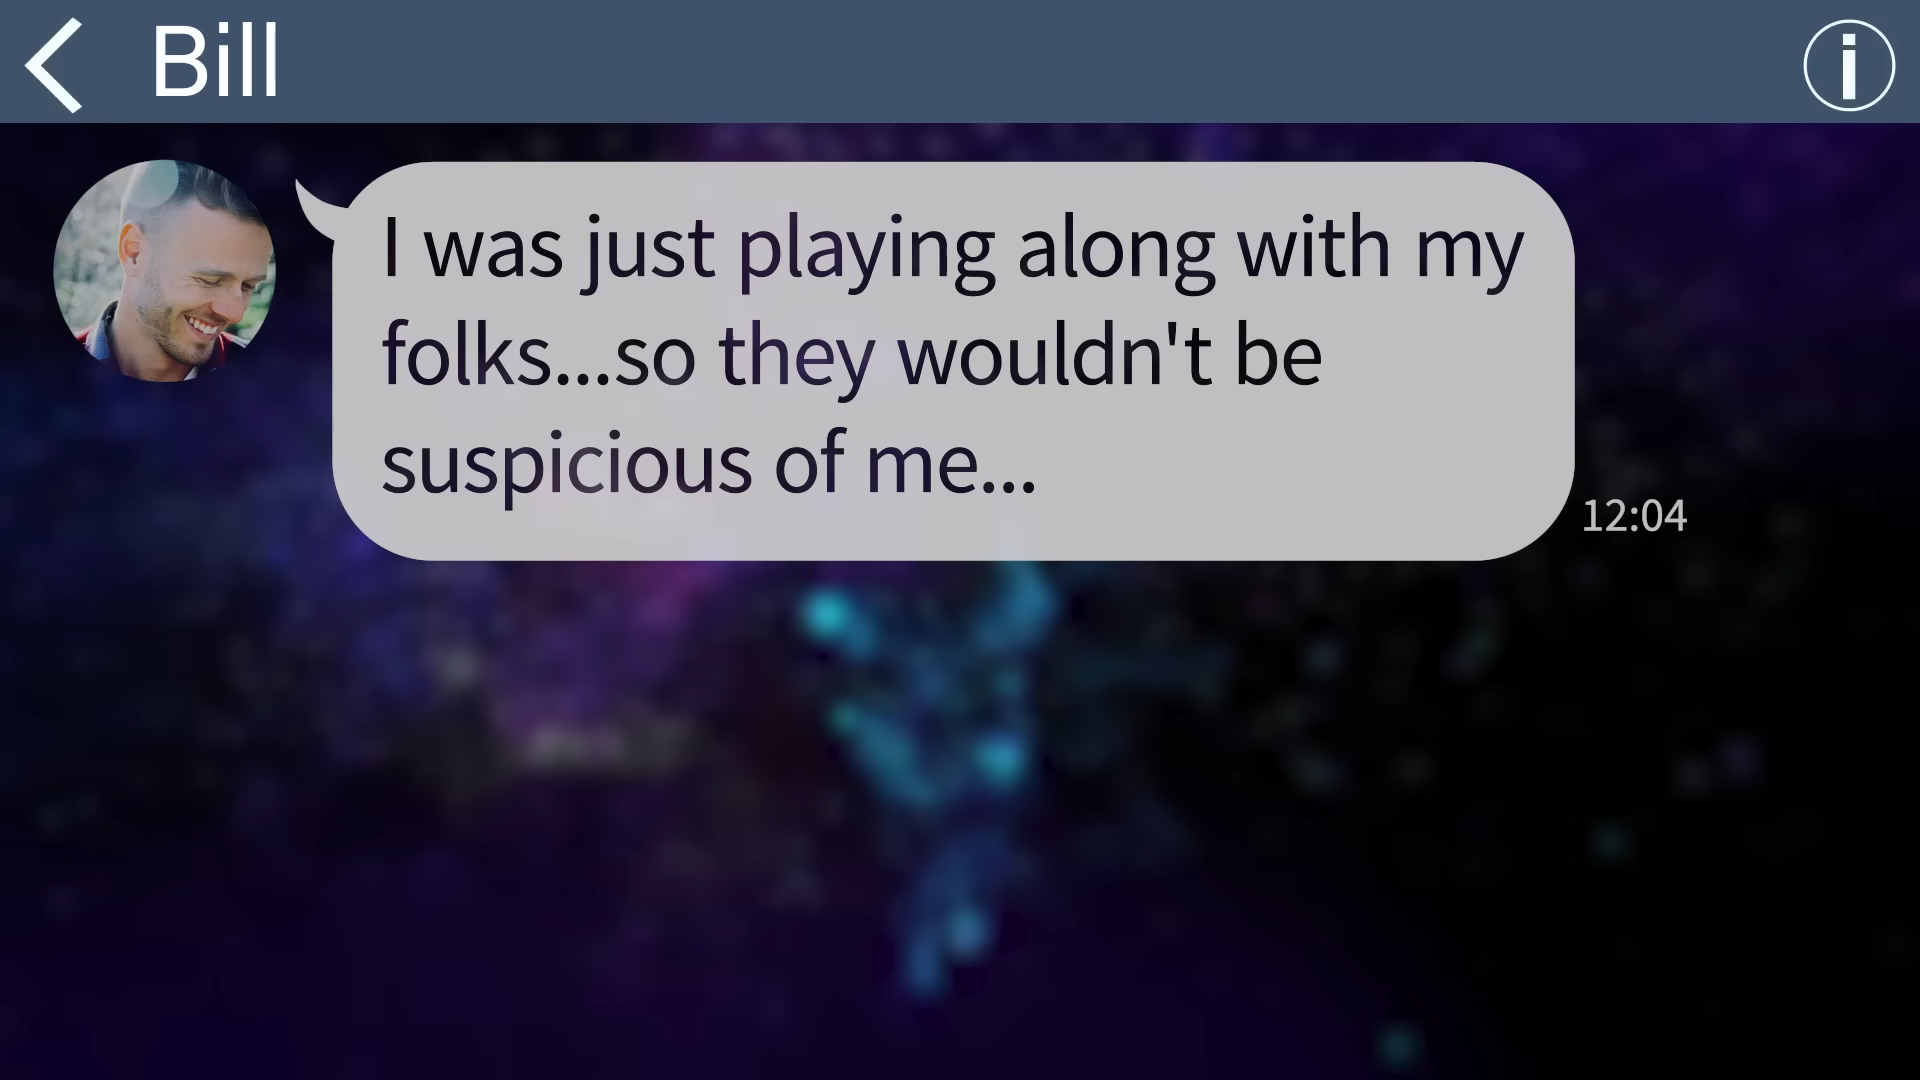 Bill
I was just playing along with my
folks...so they wouldn't be
suspicious of me...
12:04